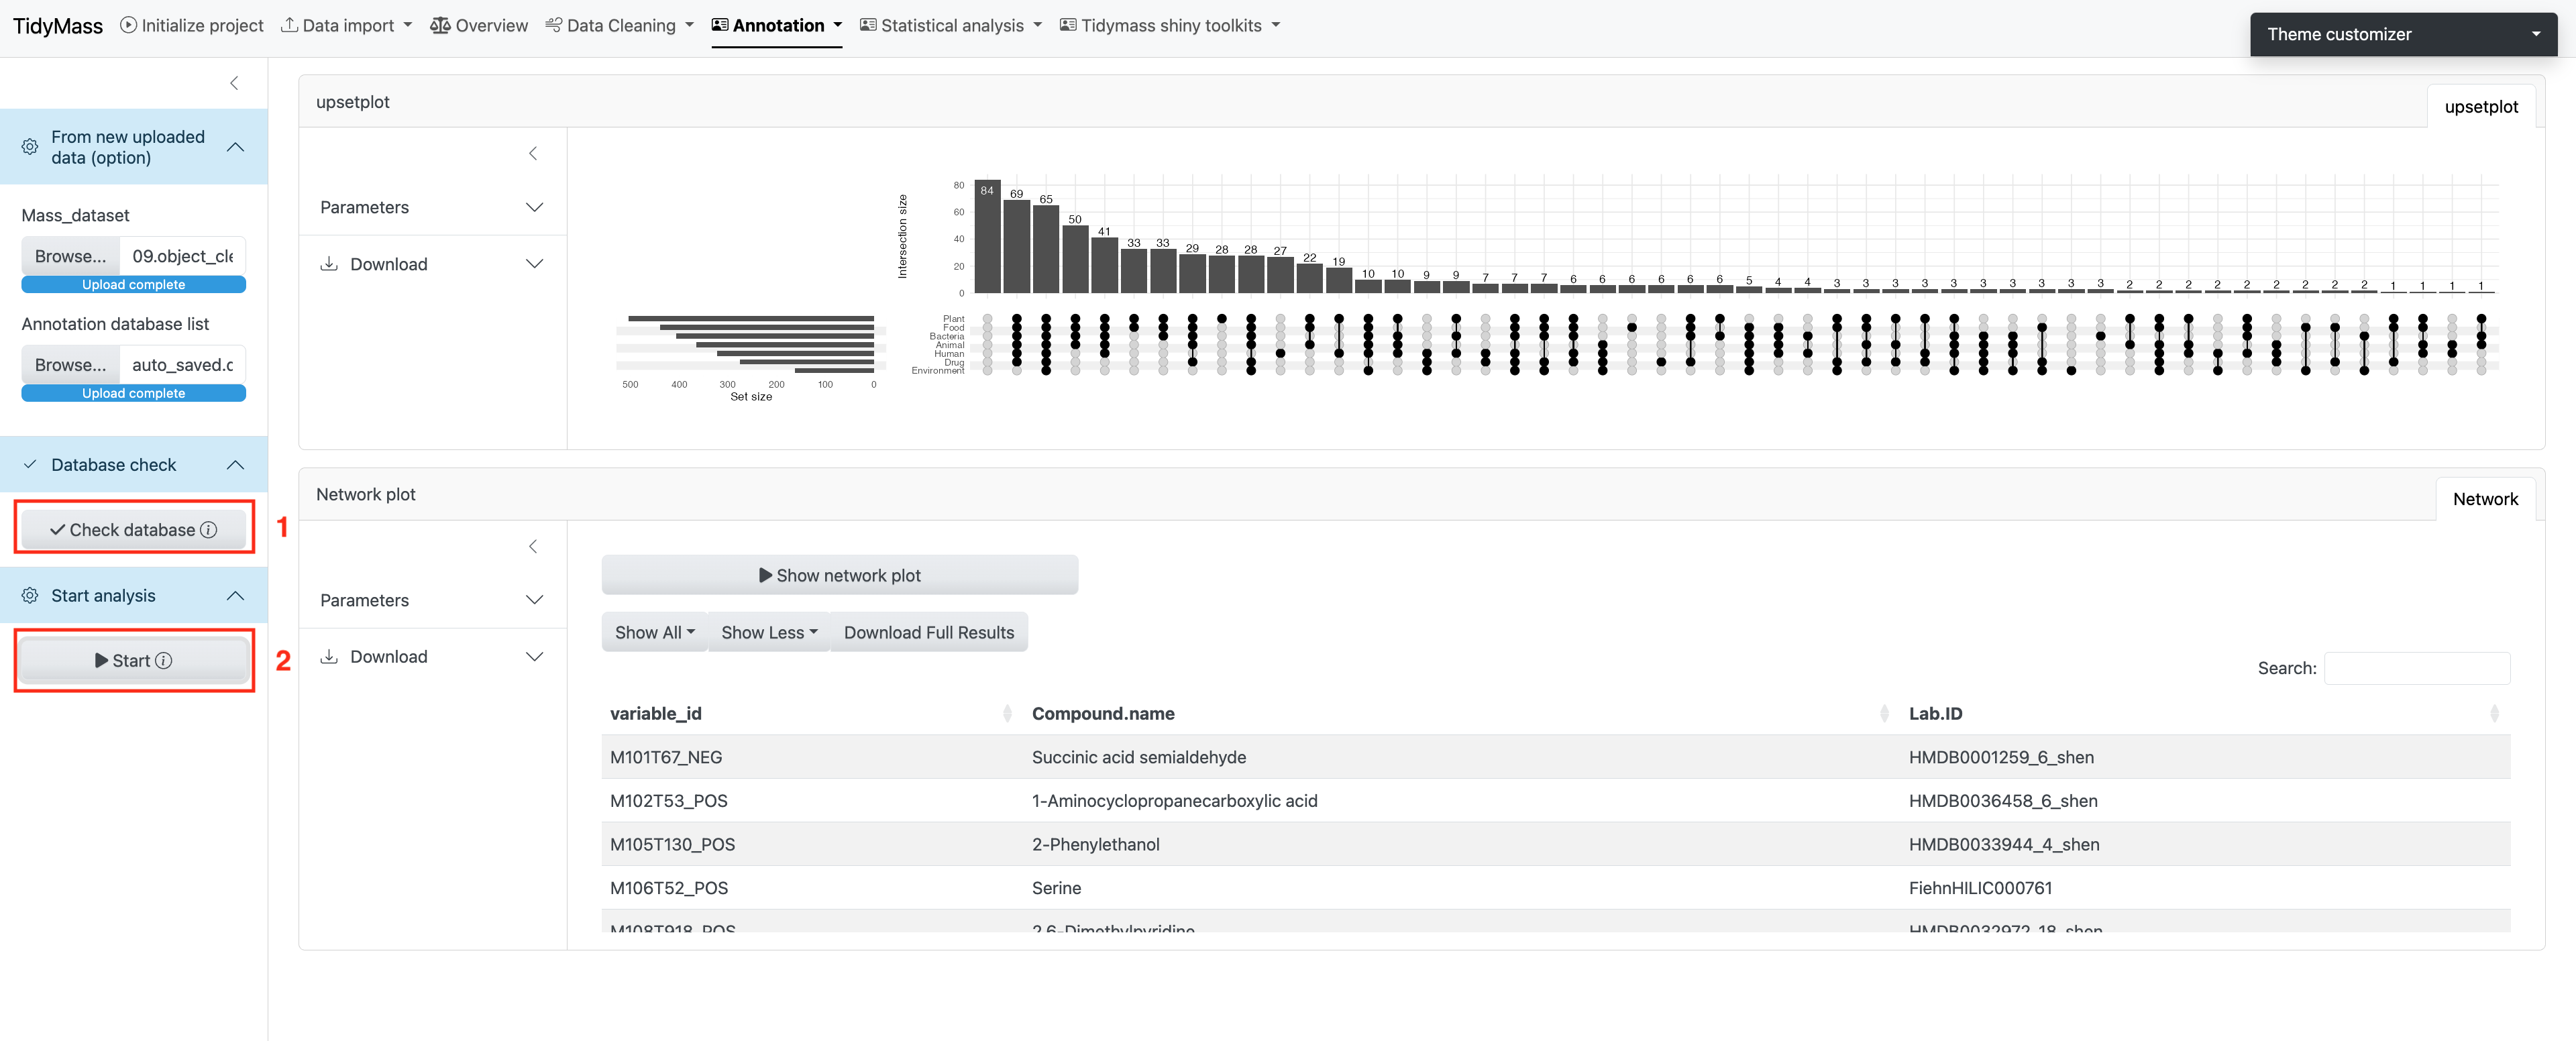 TidyMass Initialize project Data import Overview Data Cleaning Annotation Statistical analysis Tidymass shiny toolkits
Theme customizer
From new uploaded
data (option)
Mass_dataset
Browse... 09.object_cle
Upload complete
Annotation database list
Browse... auto_saved.c
Upload complete
Database check
Check database
1
Start analysis
Start
2
upsetplot
upsetplot
Parameters
Download
Intersection size
80
60
40
20
0
84 69 65 50 41 33 33 29 28 28 27 22 19 10 10 9 9 7 7 7 6 6 6 6 6 6 5 4 4 3 3 3 3 3 3 3 3 3 3 2 2 2 2 2 2 2 2 2 1 1 1 1
Plant
Food
Bacteria
Animal
Human
Drug
Environment
500 400 300 200 100 0
Set size
Network plot
Network
Parameters
Download
Show network plot
Show All Show Less Download Full Results
Search:
variable_id Compound.name Lab.ID
M101T67_NEG Succinic acid semialdehyde HMDB0001259_6_shen
M102T53_POS 1-Aminocyclopropanecarboxylic acid HMDB0036458_6_shen
M105T130_POS 2-Phenylethanol HMDB0033944_4_shen
M106T52_POS Serine FiehnHILIC000761
M108T918_POS 2,6-Dimethylpyridine HMDB0032972_18_shen